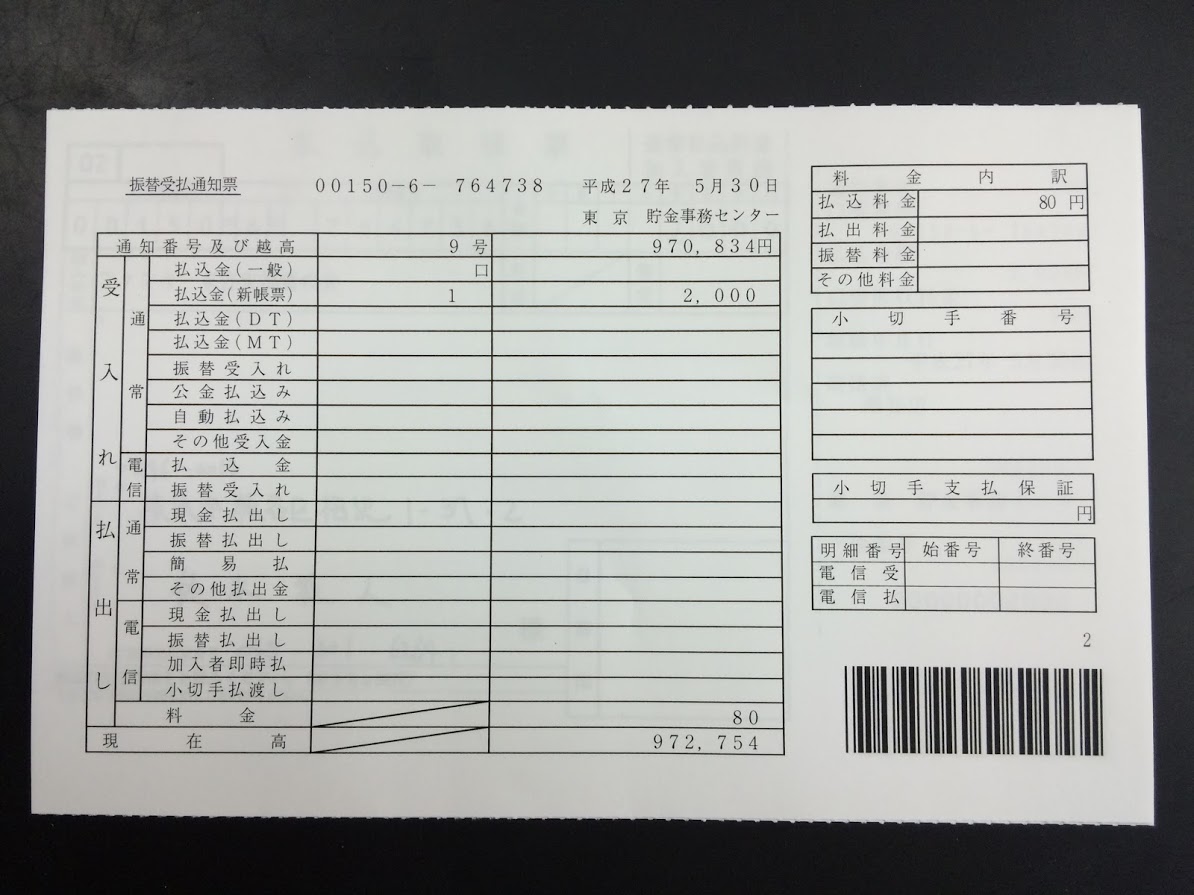 振替受払通知票 00150-6- 764738 平成27年 5月30日
東京 貯金事務センター
通知番号及び越高 9号 970,834円
受入れ
通常
払込金(一般) 口
払込金(新帳票) 1 2,000
払込金(DT)
払込金(MT)
振替受入れ
公金払込み
自動払込み
その他受入金
電信
払込金
振替受入れ
払出し
通常
現金払出し
振替払出し
簡易払
その他払出金
電信
現金払出し
振替払出し
加入者即時払
小切手払渡し
料金 80
現在高 972,754
料金内訳
払込料金 80円
払出料金
振替料金
その他料金
小切手番号
小切手支払保証
円
明細番号 始番号 終番号
電信受
電信払
2